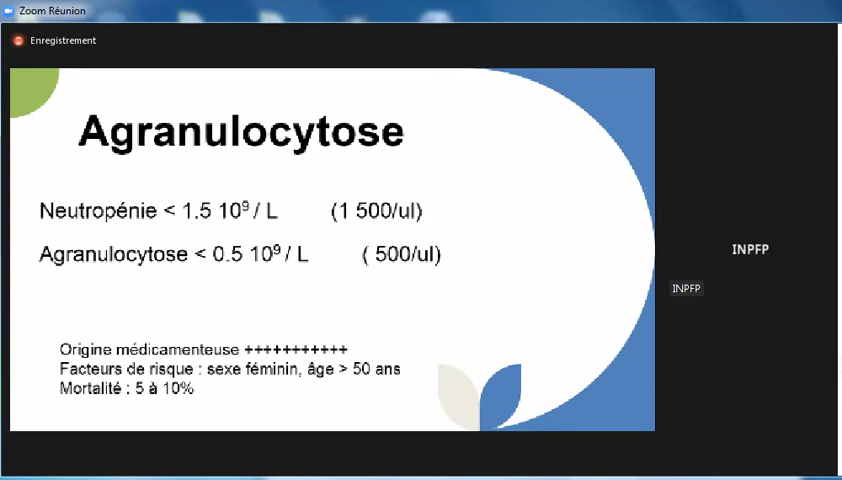 Zoom Réunion
Enregistrement
Agranulocytose
Neutropénie < 1.5 10⁹ / L (1 500/ul)
Agranulocytose < 0.5 10⁹ / L ( 500/ul)
Origine médicamenteuse +++++++++++
Facteurs de risque : sexe féminin, âge > 50 ans
Mortalité : 5 à 10%
INPFP
INPFP